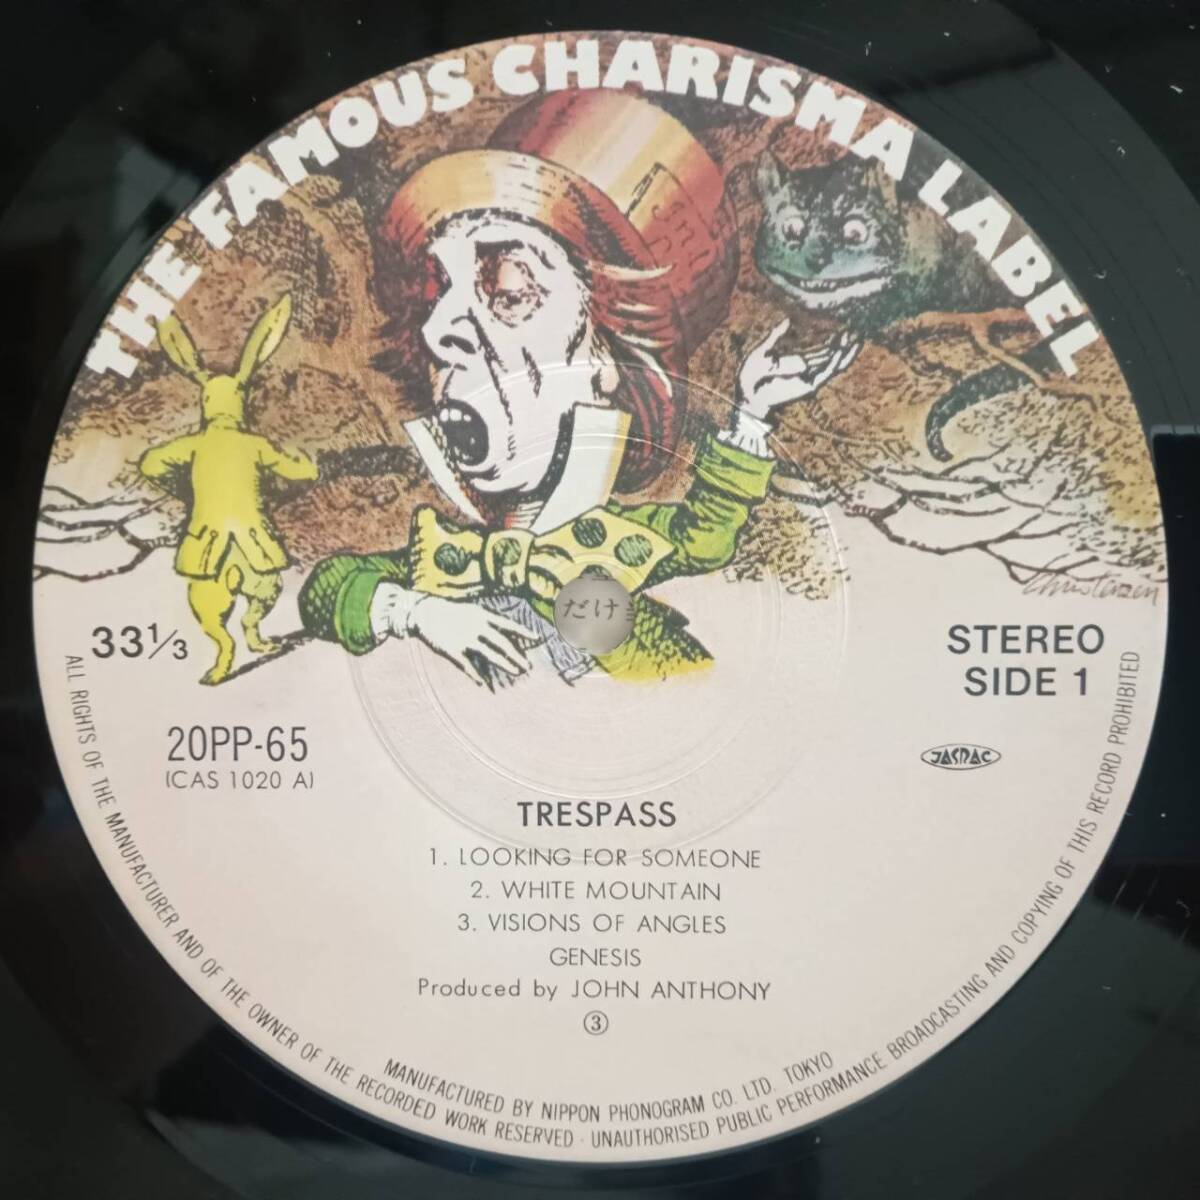 THE FAMOUS CHARISMA LABEL
Christensen
だけ
33⅓
STEREO
SIDE 1
20PP-65
(CAS 1020 A)
JASRAC
TRESPASS
1. LOOKING FOR SOMEONE
2. WHITE MOUNTAIN
3. VISIONS OF ANGLES
GENESIS
Produced by JOHN ANTHONY
③
MANUFACTURED BY NIPPON PHONOGRAM CO. LTD. TOKYO
ALL RIGHTS OF THE MANUFACTURER AND OF THE OWNER OF THE RECORDED WORK RESERVED · UNAUTHORISED PUBLIC PERFORMANCE BROADCASTING AND COPYING OF THIS RECORD PROHIBITED